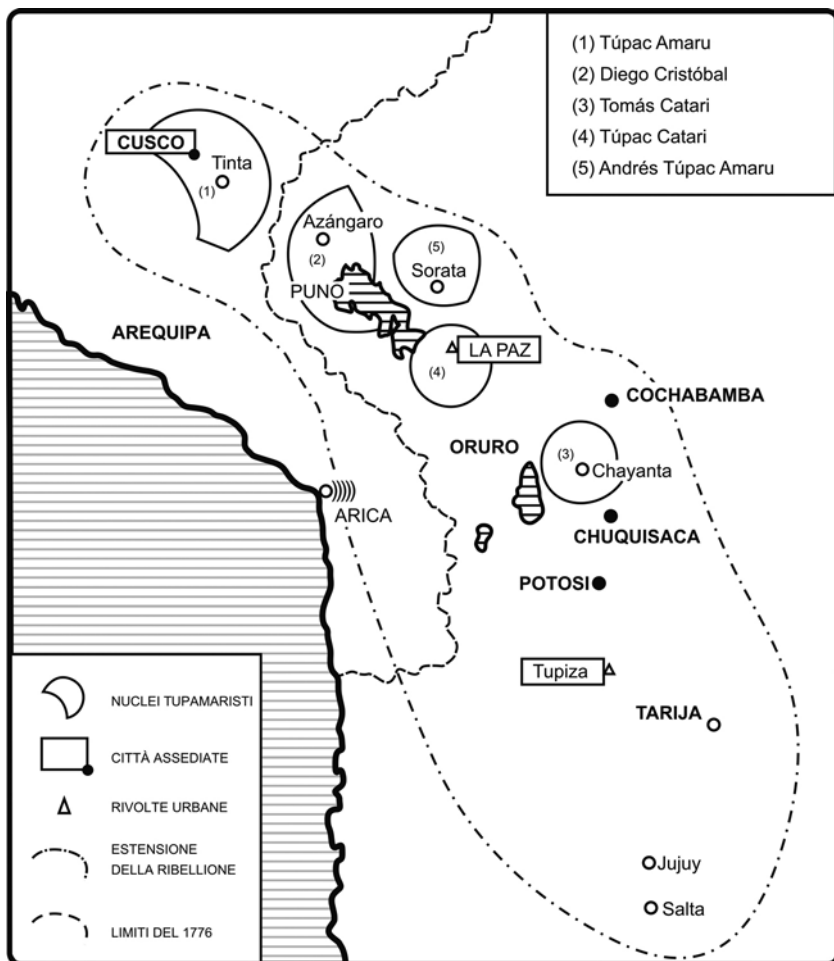 (1) Túpac Amaru
(2) Diego Cristóbal
(3) Tomás Catari
(4) Túpac Catari
(5) Andrés Túpac Amaru
CUSCO
Tinta
(1)
Azángaro
(2)
PUNO
(5)
Sorata
AREQUIPA
LA PAZ
(4)
COCHABAMBA
ORURO
(3)
Chayanta
ARICA
CHUQUISACA
POTOSI
Tupiza
TARIJA
Jujuy
Salta
NUCLEI TUPAMARISTI
CITTÀ ASSEDIATE
RIVOLTE URBANE
ESTENSIONE
DELLA RIBELLIONE
LIMITI DEL 1776